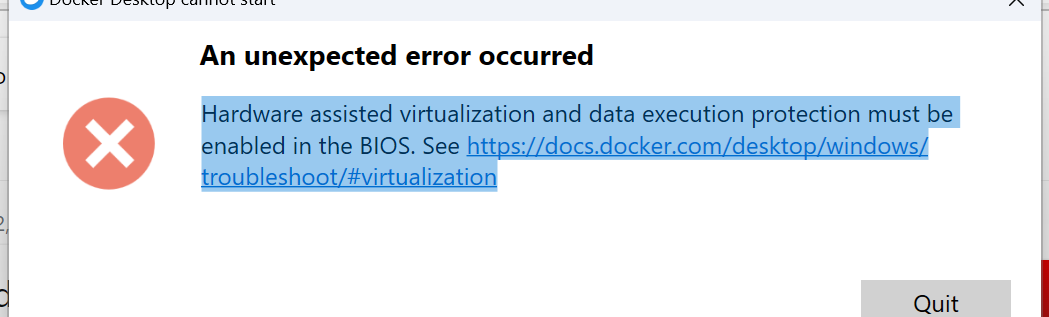 Docker Desktop cannot start
An unexpected error occurred
Hardware assisted virtualization and data execution protection must be
enabled in the BIOS. See https://docs.docker.com/desktop/windows/
troubleshoot/#virtualization
Quit